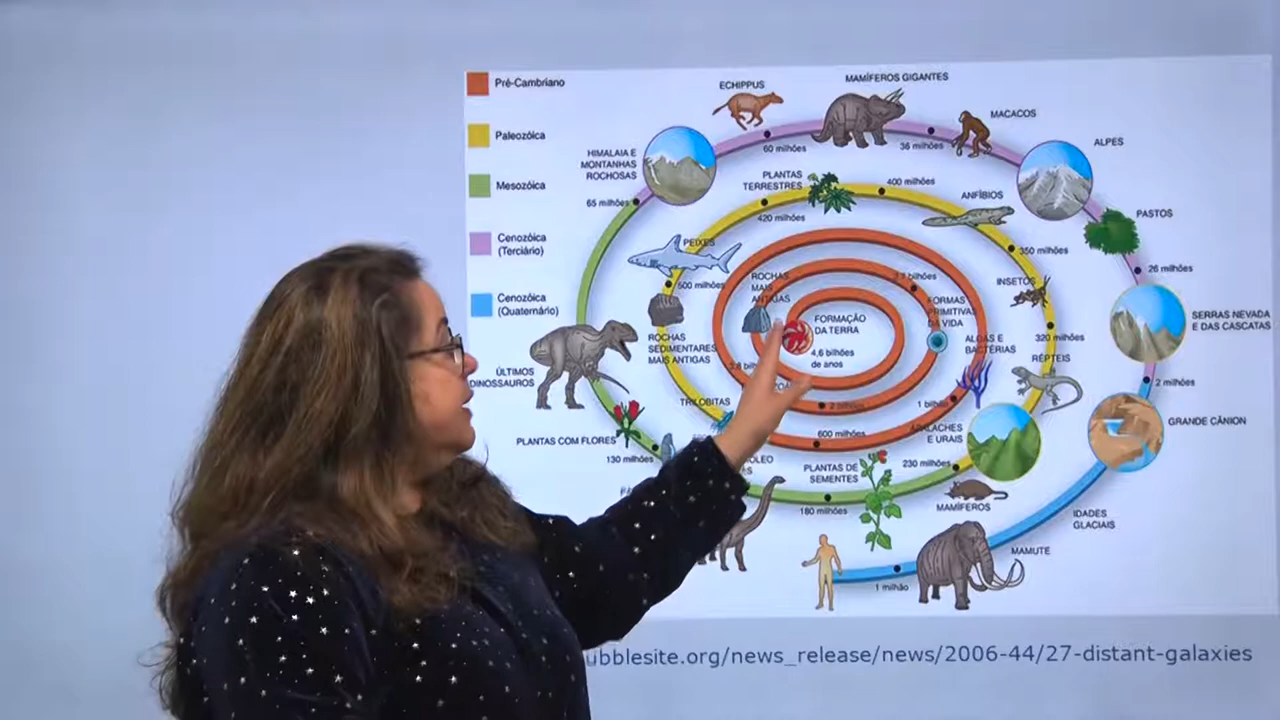 Pré-Cambriano
Paleozóica
Mesozóica
Cenozóica
(Terciário)
Cenozóica
(Quaternário)
ECHIPPUS
MAMÍFEROS GIGANTES
MACACOS
60 milhões
36 milhões
ALPES
HIMALAIA E
MONTANHAS
ROCHOSAS
65 milhões
PLANTAS
TERRESTRES
420 milhões
400 milhões
ANFÍBIOS
PASTOS
350 milhões
26 milhões
PEIXES
500 milhões
ROCHAS
MAIS
ANTIGAS
INSETOS
FORMAS
PRIMITIVAS
DA VIDA
FORMAÇÃO
DA TERRA
4,6 bilhões
de anos
SERRAS NEVADA
E DAS CASCATAS
ROCHAS
SEDIMENTARES
MAIS ANTIGAS
ALGAS E
BACTÉRIAS
320 milhões
RÉPTEIS
ÚLTIMOS
DINOSSAUROS
2 milhões
TRILOBITAS
2 bilhões
1 bilhão
GRANDE CÂNION
PLANTAS COM FLORES
600 milhões
E URAIS
130 milhões
PLANTAS DE
SEMENTES
230 milhões
180 milhões
MAMÍFEROS
IDADES
GLACIAIS
MAMUTE
1 milhão
ubblesite.org/news_release/news/2006-44/27-distant-galaxies